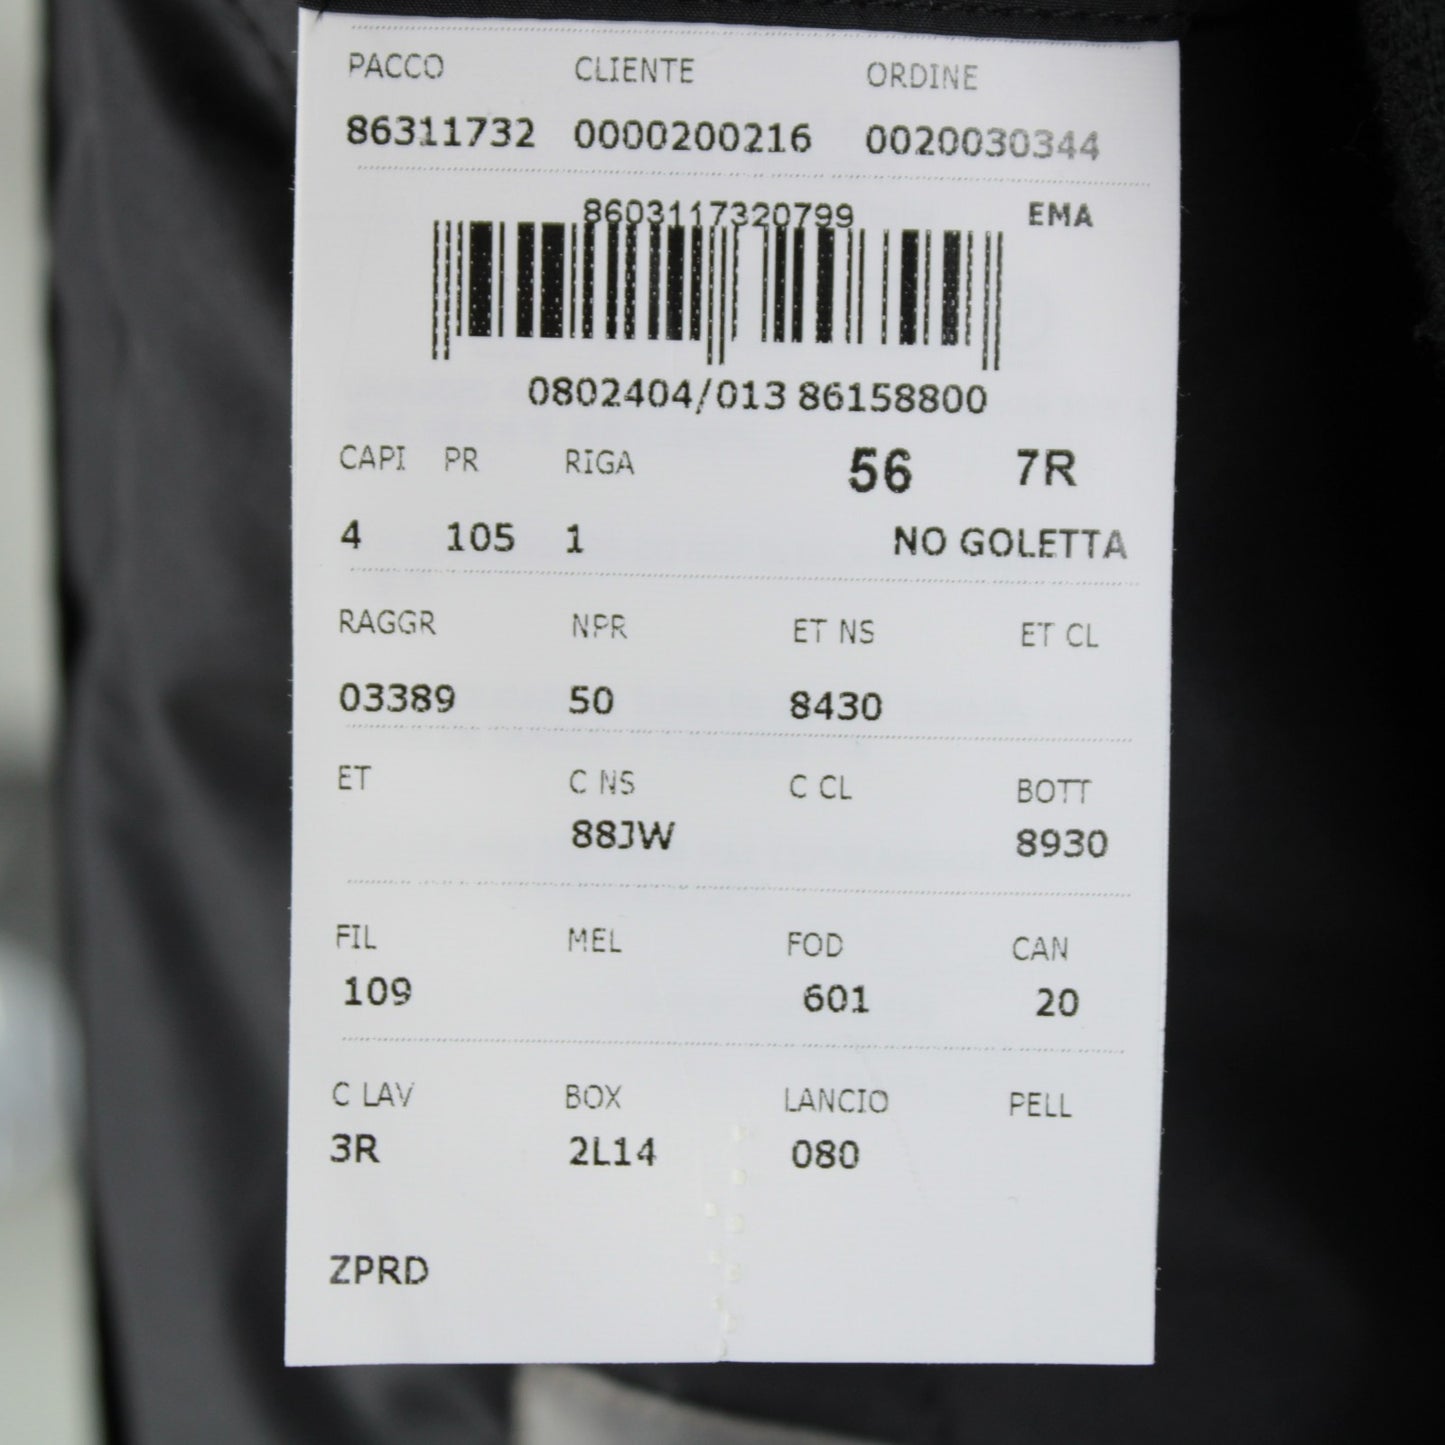 PACCO CLIENTE ORDINE
86311732 0000200216 0020030344
8603117320799 EMA
0802404/013 86158800
CAPI PR RIGA 56 7R
4 105 1 NO GOLETTA
RAGGR NPR ET NS ET CL
03389 50 8430
ET C NS C CL BOTT
88JW 8930
FIL MEL FOD CAN
109 601 20
C LAV BOX LANCIO PELL
3R 2L14 080
ZPRD